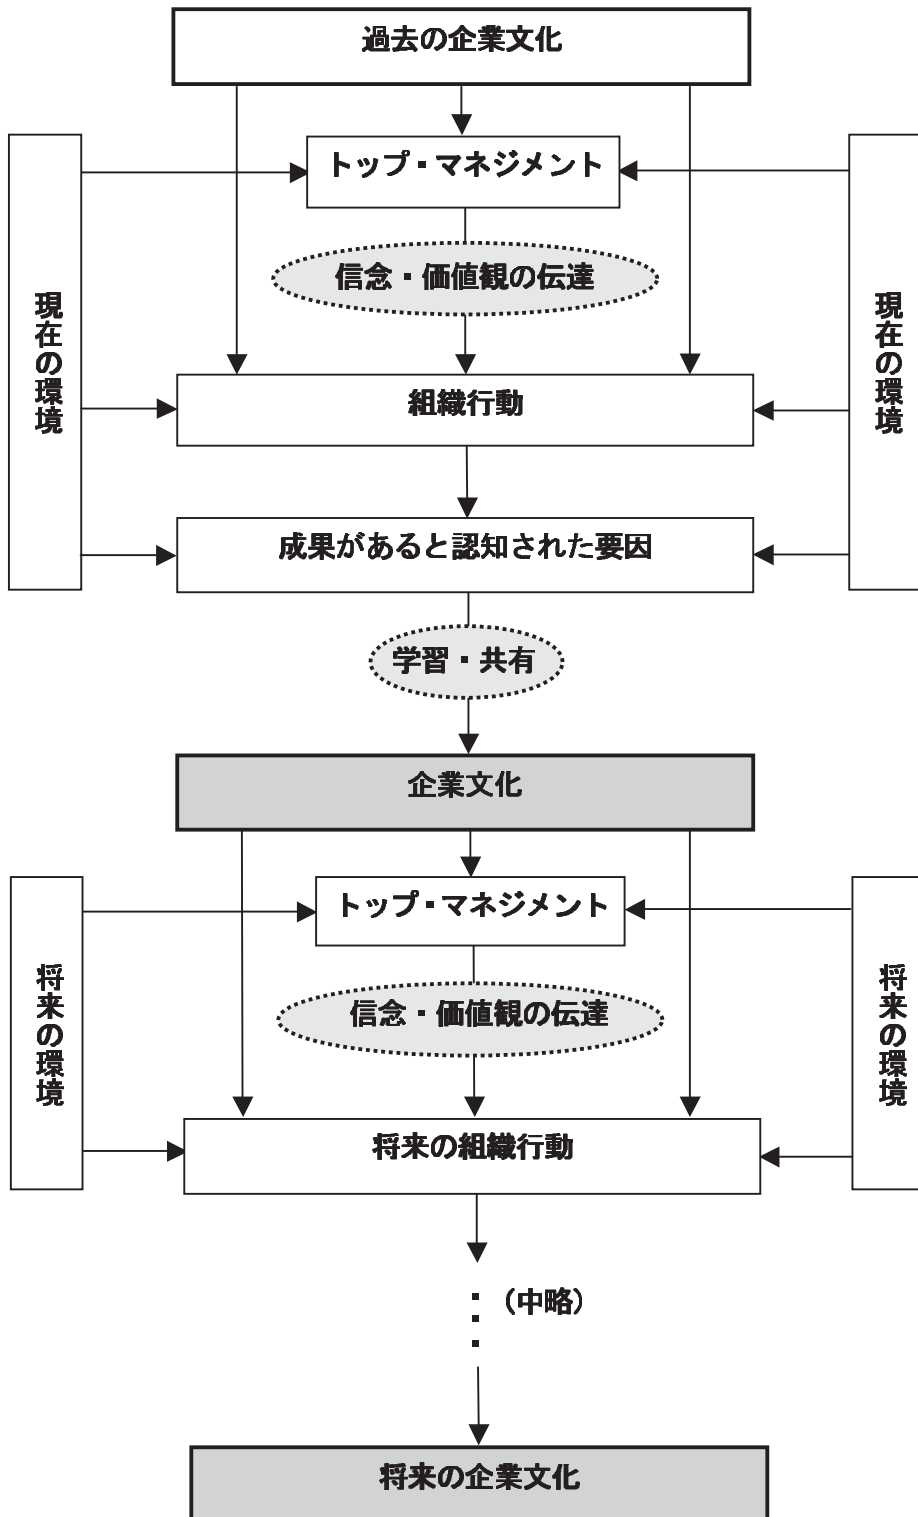 過去の企業文化
トップ・マネジメント
信念・価値観の伝達
現在の環境
現在の環境
組織行動
成果があると認知された要因
学習・共有
企業文化
トップ・マネジメント
信念・価値観の伝達
将来の環境
将来の環境
将来の組織行動
(中略)
将来の企業文化